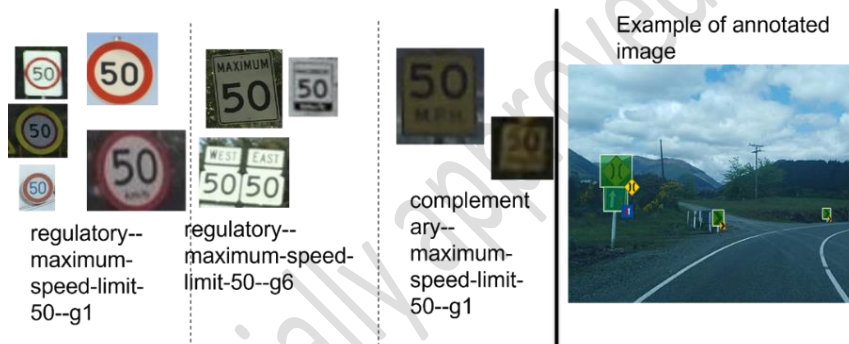 Example of annotated
image
50
50
MAXIMUM
50
50
50
M.P.H.
50
50
50
50
km/h
WEST EAST
50 50
regulatory--
maximum-
speed-limit-
50--g1
regulatory--
maximum-speed-
limit-50--g6
complement
ary--
maximum-
speed-limit-
50--g1